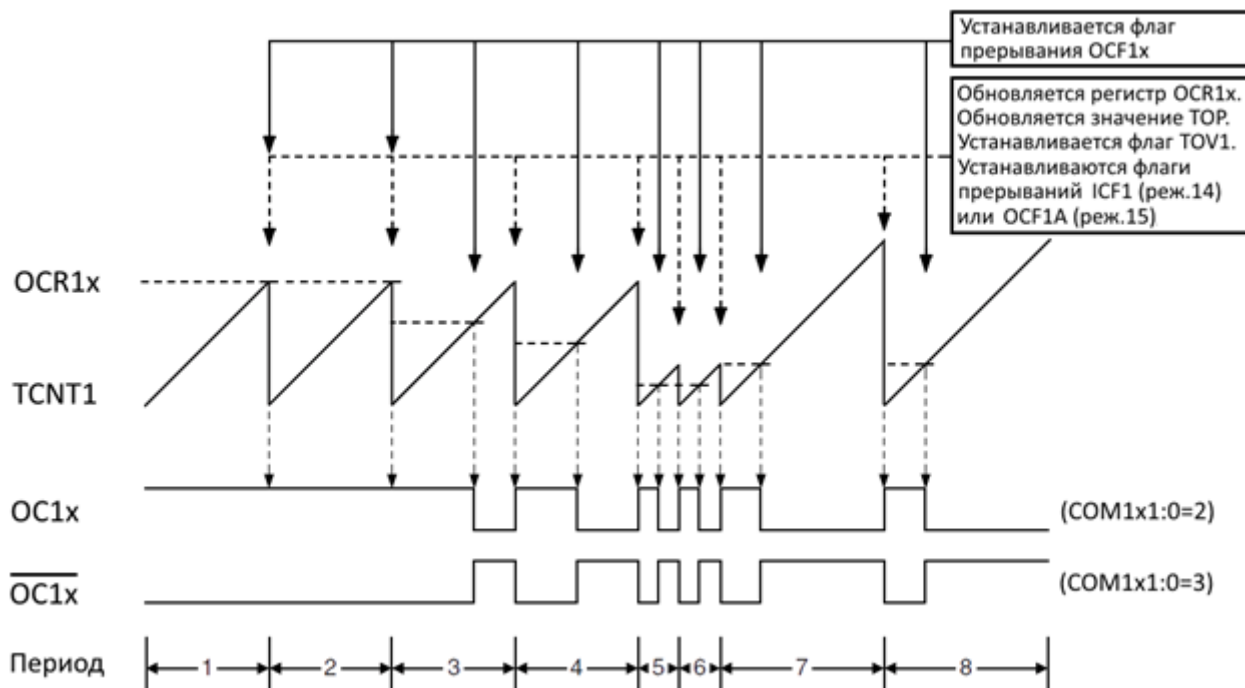 Устанавливается флаг
прерывания OCF1x
Обновляется регистр OCR1x.
Обновляется значение TOP.
Устанавливается флаг TOV1.
Устанавливаются флаги
прерываний ICF1 (реж.14)
или OCF1A (реж.15)
OCR1x
TCNT1
OC1x
(COM1x1:0=2)
OC1x
(COM1x1:0=3)
Период
1 2 3 4 5 6 7 8